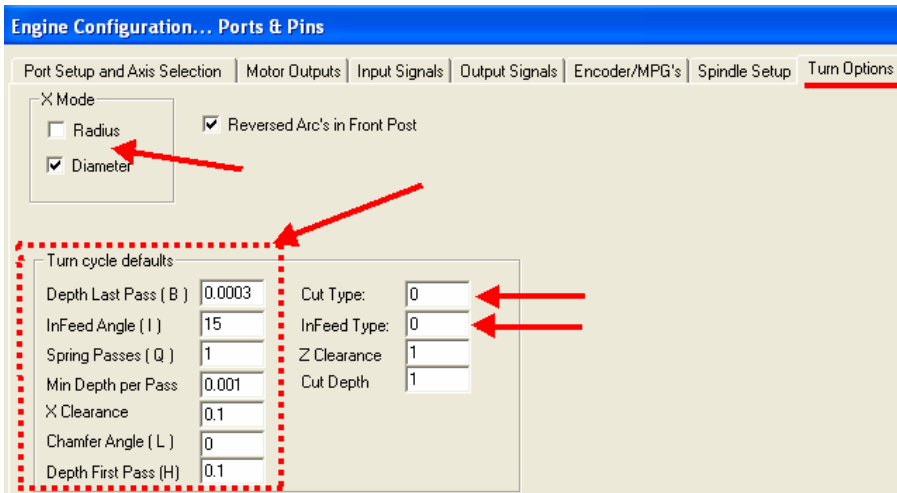 Engine Configuration... Ports & Pins
Port Setup and Axis Selection Motor Outputs Input Signals Output Signals Encoder/MPG's Spindle Setup Turn Options
X Mode
Radius
Diameter
Reversed Arc's in Front Post
Turn cycle defaults
Depth Last Pass ( B ) 0.0003
InFeed Angle ( I ) 15
Spring Passes ( Q ) 1
Min Depth per Pass 0.001
X Clearance 0.1
Chamfer Angle ( L ) 0
Depth First Pass (H) 0.1
Cut Type: 0
InFeed Type: 0
Z Clearance 1
Cut Depth 1